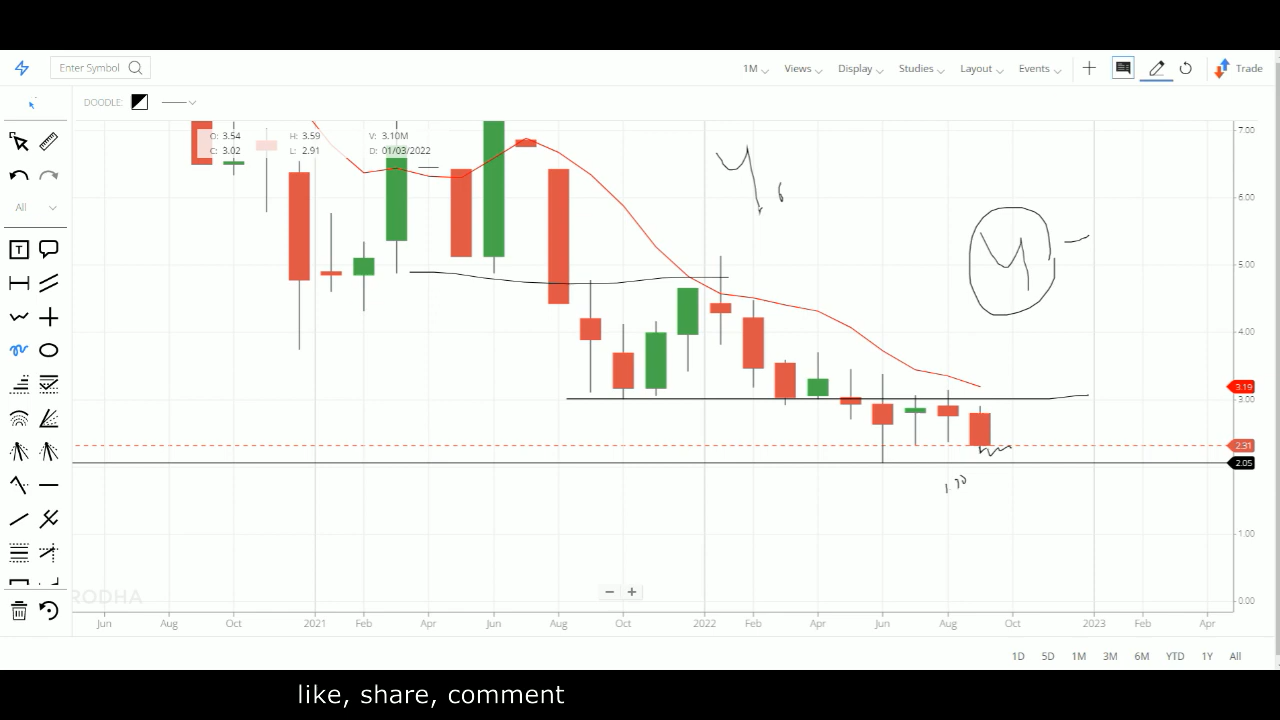 Enter Symbol
1M Views Display Studies Layout Events Trade
DOODLE:
O: 3.54 H: 3.59 V: 3.10M
C: 3.02 L: 2.91 D: 01/03/2022
All
T
7.00
6.00
5.00
4.00
3.19
3.00
2.31
2.05
1.00
0.00
RODHA
Jun Aug Oct 2021 Feb Apr Jun Aug Oct 2022 Feb Apr Jun Aug Oct 2023 Feb Apr
1D 5D 1M 3M 6M YTD 1Y All
like, share, comment